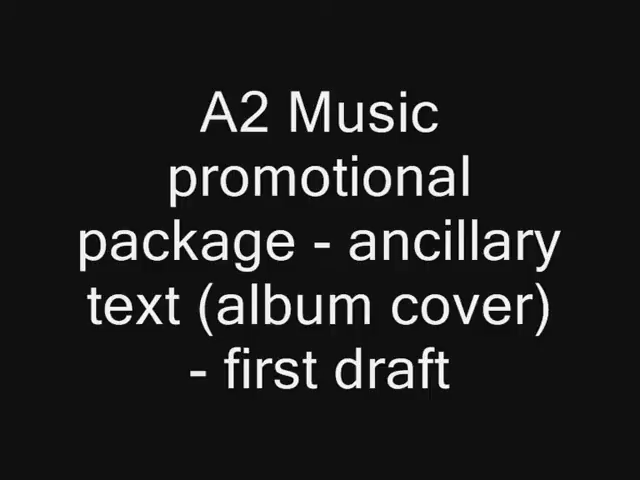 A2 Music
promotional
package - ancillary
text (album cover)
- first draft